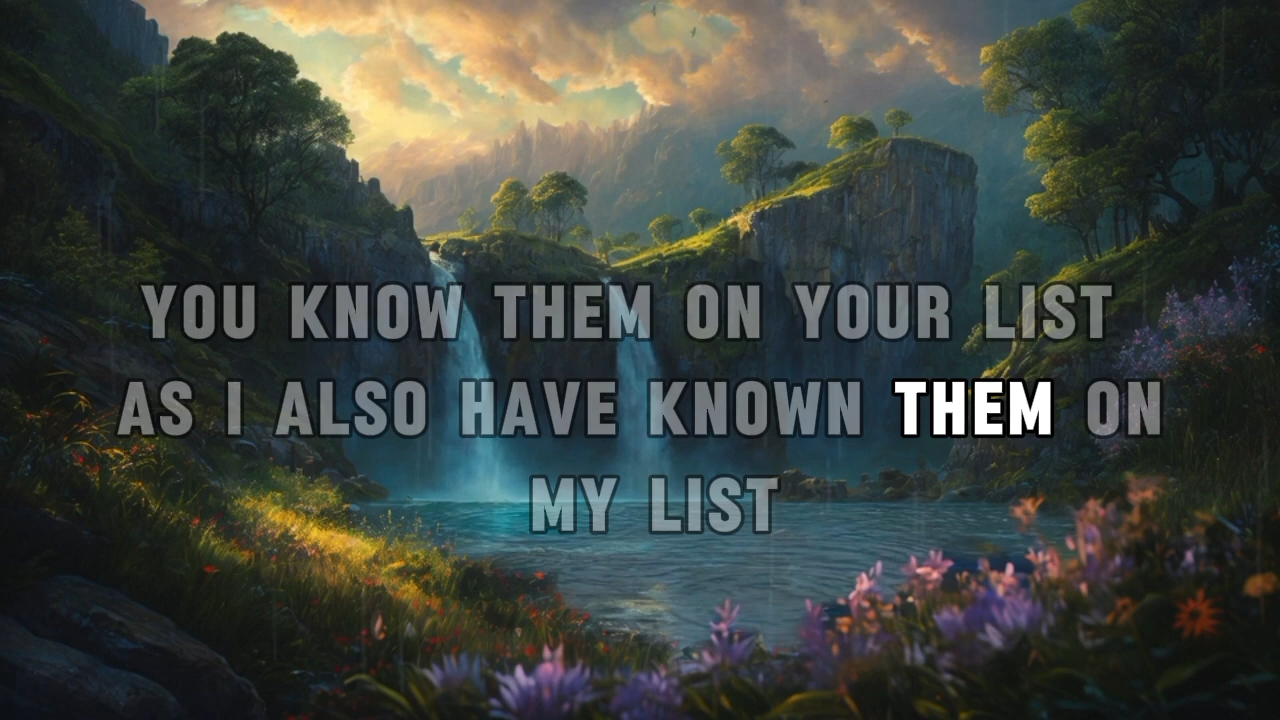 YOU KNOW THEM ON YOUR LIST
AS I ALSO HAVE KNOWN THEM ON
MY LIST